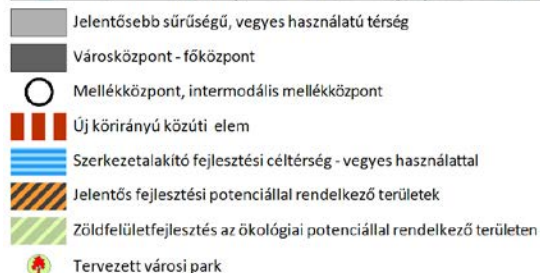 Jelentősebb sűrűségű, vegyes használatú térség
Városközpont - főközpont
Mellékközpont, intermodális mellékközpont
Új körirányú közúti elem
Szerkezetalakító fejlesztési céltérség - vegyes használattal
Jelentős fejlesztési potenciállal rendelkező területek
Zöldfelületfejlesztés az ökológiai potenciállal rendelkező területen
Tervezett városi park